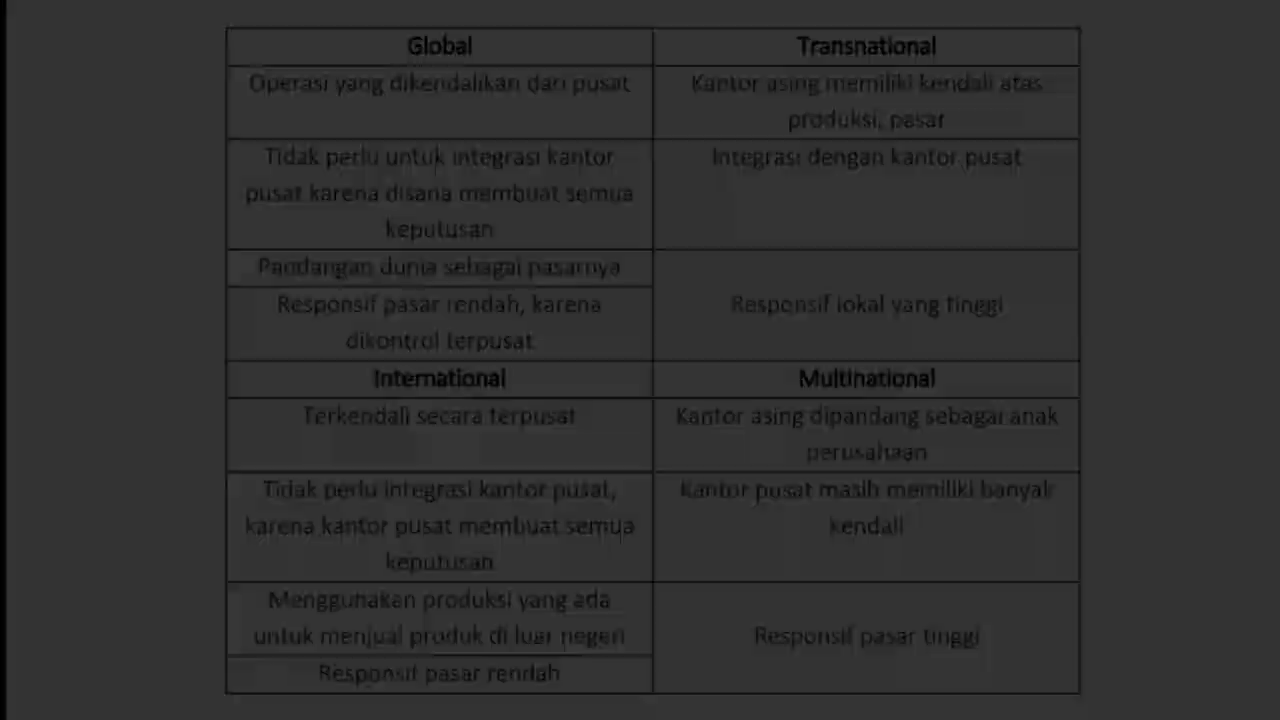 Global
Transnational
Operasi yang dikendalikan dari pusat
Kantor asing memiliki kendali atas
produksi, pasar
Tidak perlu untuk integrasi kantor
pusat karena disana membuat semua
keputusan
Integrasi dengan kantor pusat
Pandangan dunia sebagai pasarnya
Responsif pasar rendah, karena
dikontrol terpusat
Responsif lokal yang tinggi
International
Multinational
Terkendali secara terpusat
Kantor asing dipandang sebagai anak
perusahaan
Tidak perlu integrasi kantor pusat,
karena kantor pusat membuat semua
keputusan
Kantor pusat masih memiliki banyak
kendali
Menggunakan produksi yang ada
untuk menjual produk di luar negeri
Responsif pasar rendah
Responsif pasar tinggi